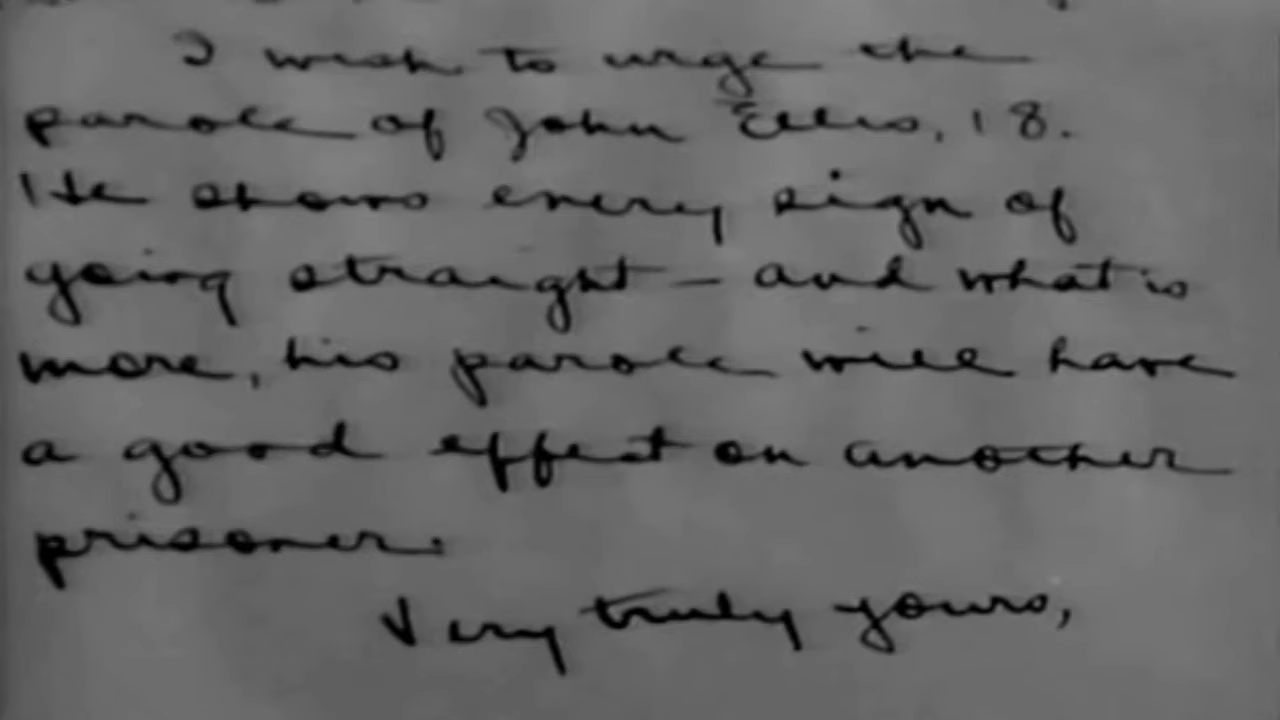 I wish to urge the
parole of John Ellis, 18.
He shows every sign of
going straight – and what is
more, his parole will have
a good effect on another
prisoner.
Very truly yours,